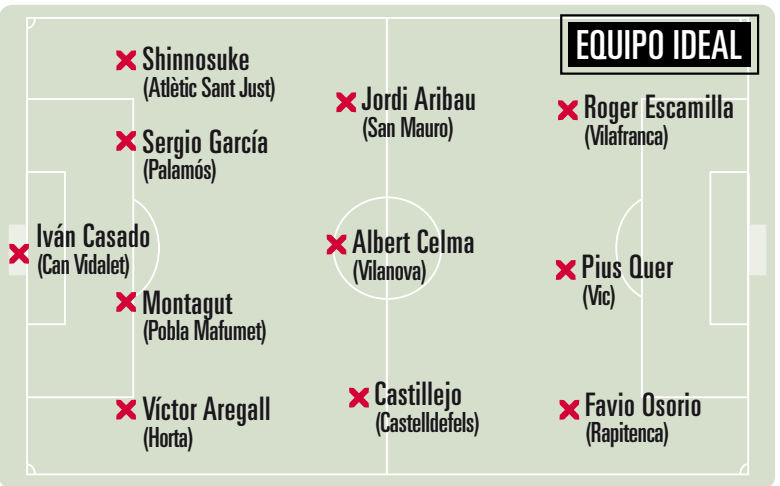 EQUIPO IDEAL
Shinnosuke
(Atlètic Sant Just)
Sergio García
(Palamós)
Iván Casado
(Can Vidalet)
Montagut
(Pobla Mafumet)
Víctor Aregall
(Horta)
Jordi Aribau
(San Mauro)
Albert Celma
(Vilanova)
Castillejo
(Castelldefels)
Roger Escamilla
(Vilafranca)
Pius Quer
(Vic)
Favio Osorio
(Rapitenca)